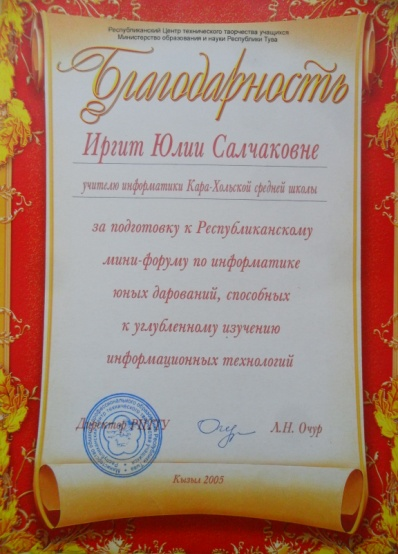 Республиканский Центр технического творчества учащихся
Министерство образования и науки Республики Тува
Благодарность
Иргит Юлии Салчаковне
учителю информатики Кара-Хольской средней школы
за подготовку к Республиканскому
мини-форуму по информатике
юных дарований, способных
к углубленному изучению
информационных технологий
Директор РЦТТУ А.Н. Очур
Кызыл 2005